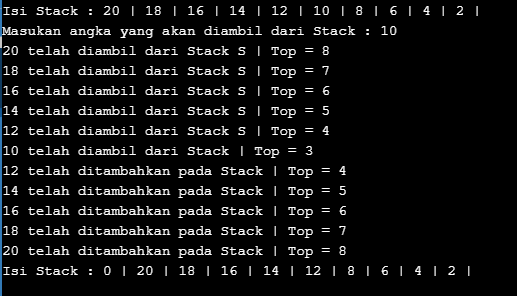 Isi Stack : 20 | 18 | 16 | 14 | 12 | 10 | 8 | 6 | 4 | 2 |
Masukan angka yang akan diambil dari Stack : 10
20 telah diambil dari Stack S | Top = 8
18 telah diambil dari Stack S | Top = 7
16 telah diambil dari Stack S | Top = 6
14 telah diambil dari Stack S | Top = 5
12 telah diambil dari Stack S | Top = 4
10 telah diambil dari Stack | Top = 3
12 telah ditambahkan pada Stack | Top = 4
14 telah ditambahkan pada Stack | Top = 5
16 telah ditambahkan pada Stack | Top = 6
18 telah ditambahkan pada Stack | Top = 7
20 telah ditambahkan pada Stack | Top = 8
Isi Stack : 0 | 20 | 18 | 16 | 14 | 12 | 8 | 6 | 4 | 2 |